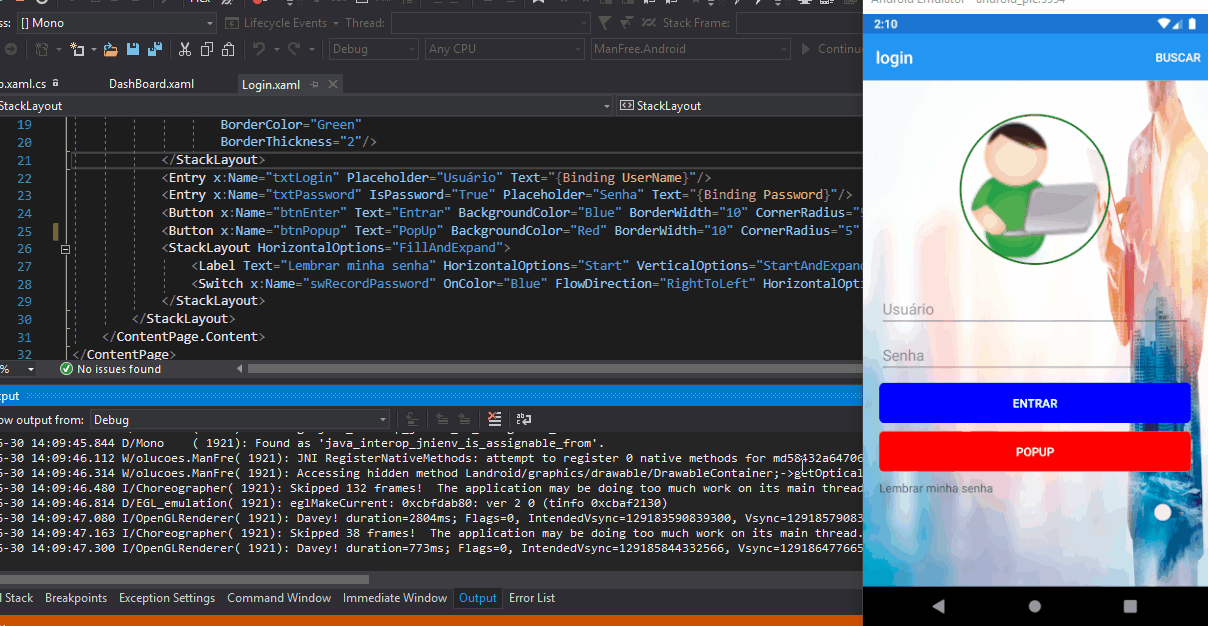 Android Emulator - android_pie:5554
ss: [] Mono Lifecycle Events Thread: Stack Frame:
Debug Any CPU ManFree.Android Continu
o.xaml.cs DashBoard.xaml Login.xaml
StackLayout StackLayout
19 BorderColor="Green"
20 BorderThickness="2"/>
21 </StackLayout>
22 <Entry x:Name="txtLogin" Placeholder="Usuário" Text="{Binding UserName}"/>
23 <Entry x:Name="txtPassword" IsPassword="True" Placeholder="Senha" Text="{Binding Password}"/>
24 <Button x:Name="btnEnter" Text="Entrar" BackgroundColor="Blue" BorderWidth="10" CornerRadius="5
25 <Button x:Name="btnPopup" Text="PopUp" BackgroundColor="Red" BorderWidth="10" CornerRadius="5"
26 <StackLayout HorizontalOptions="FillAndExpand">
27 <Label Text="Lembrar minha senha" HorizontalOptions="Start" VerticalOptions="StartAndExpand
28 <Switch x:Name="swRecordPassword" OnColor="Blue" FlowDirection="RightToLeft" HorizontalOpti
29 </StackLayout>
30 </StackLayout>
31 </ContentPage.Content>
32 </ContentPage>
% No issues found
tput
ow output from: Debug
5-30 14:09:45.844 D/Mono ( 1921): Found as 'java_interop_jnienv_is_assignable_from'.
5-30 14:09:46.112 W/olucoes.ManFre( 1921): JNI RegisterNativeMethods: attempt to register 0 native methods for md58432a64706
5-30 14:09:46.314 W/olucoes.ManFre( 1921): Accessing hidden method Landroid/graphics/drawable/DrawableContainer;->getOptical
5-30 14:09:46.480 I/Choreographer( 1921): Skipped 132 frames! The application may be doing too much work on its main thread
5-30 14:09:46.814 D/EGL_emulation( 1921): eglMakeCurrent: 0xcbfdab80: ver 2 0 (tinfo 0xcbaf2130)
5-30 14:09:47.080 I/OpenGLRenderer( 1921): Davey! duration=2804ms; Flags=0, IntendedVsync=129183590839300, Vsync=12918579083
5-30 14:09:47.163 I/Choreographer( 1921): Skipped 38 frames! The application may be doing too much work on its main thread.
5-30 14:09:47.300 I/OpenGLRenderer( 1921): Davey! duration=773ms; Flags=0, IntendedVsync=129185844332566, Vsync=129186477665
l Stack Breakpoints Exception Settings Command Window Immediate Window Output Error List
2:10
login BUSCAR
Usuário
Senha
ENTRAR
POPUP
Lembrar minha senha